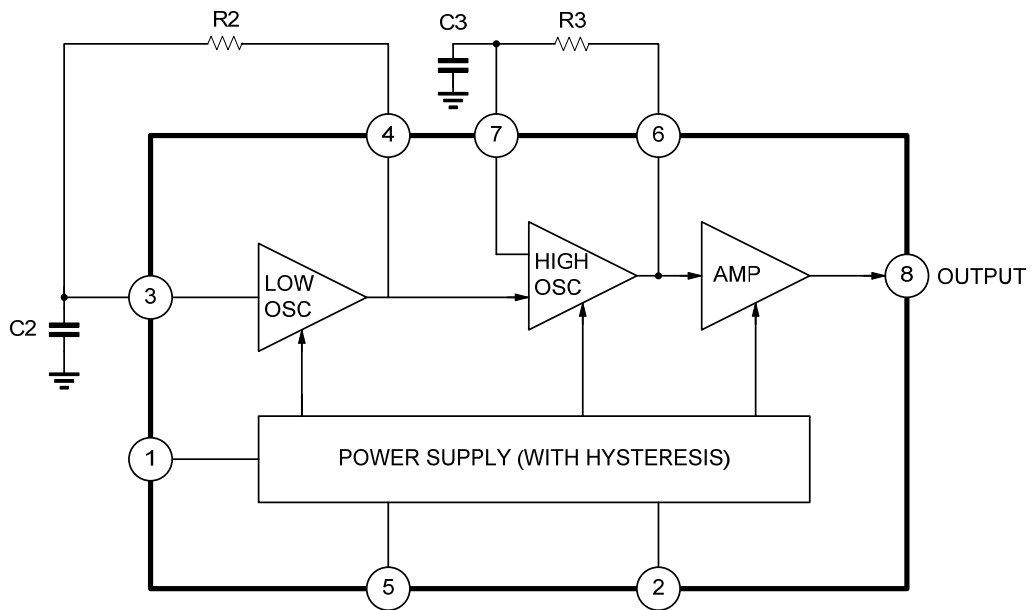 R2
C3
R3
4
7
6
3
LOW
OSC
HIGH
OSC
AMP
8
OUTPUT
C2
1
POWER SUPPLY (WITH HYSTERESIS)
5
2